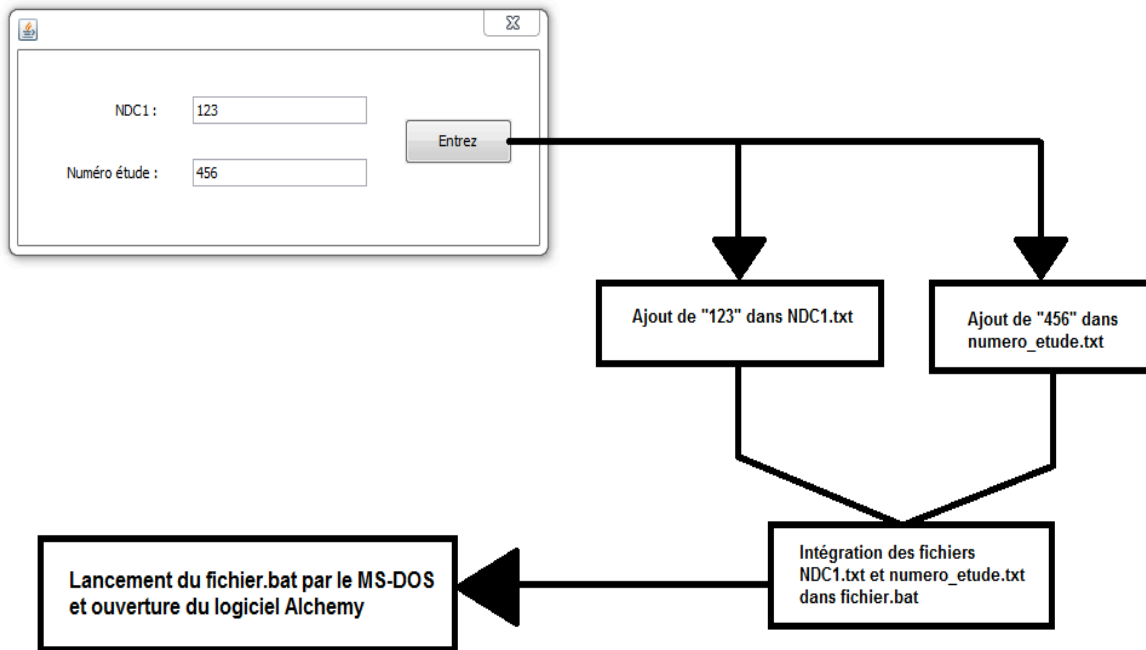 NDC1 :
123
Entrez
Numéro étude :
456
Ajout de "123" dans NDC1.txt
Ajout de "456" dans
numero_etude.txt
Intégration des fichiers
NDC1.txt et numero_etude.txt
dans fichier.bat
Lancement du fichier.bat par le MS-DOS
et ouverture du logiciel Alchemy